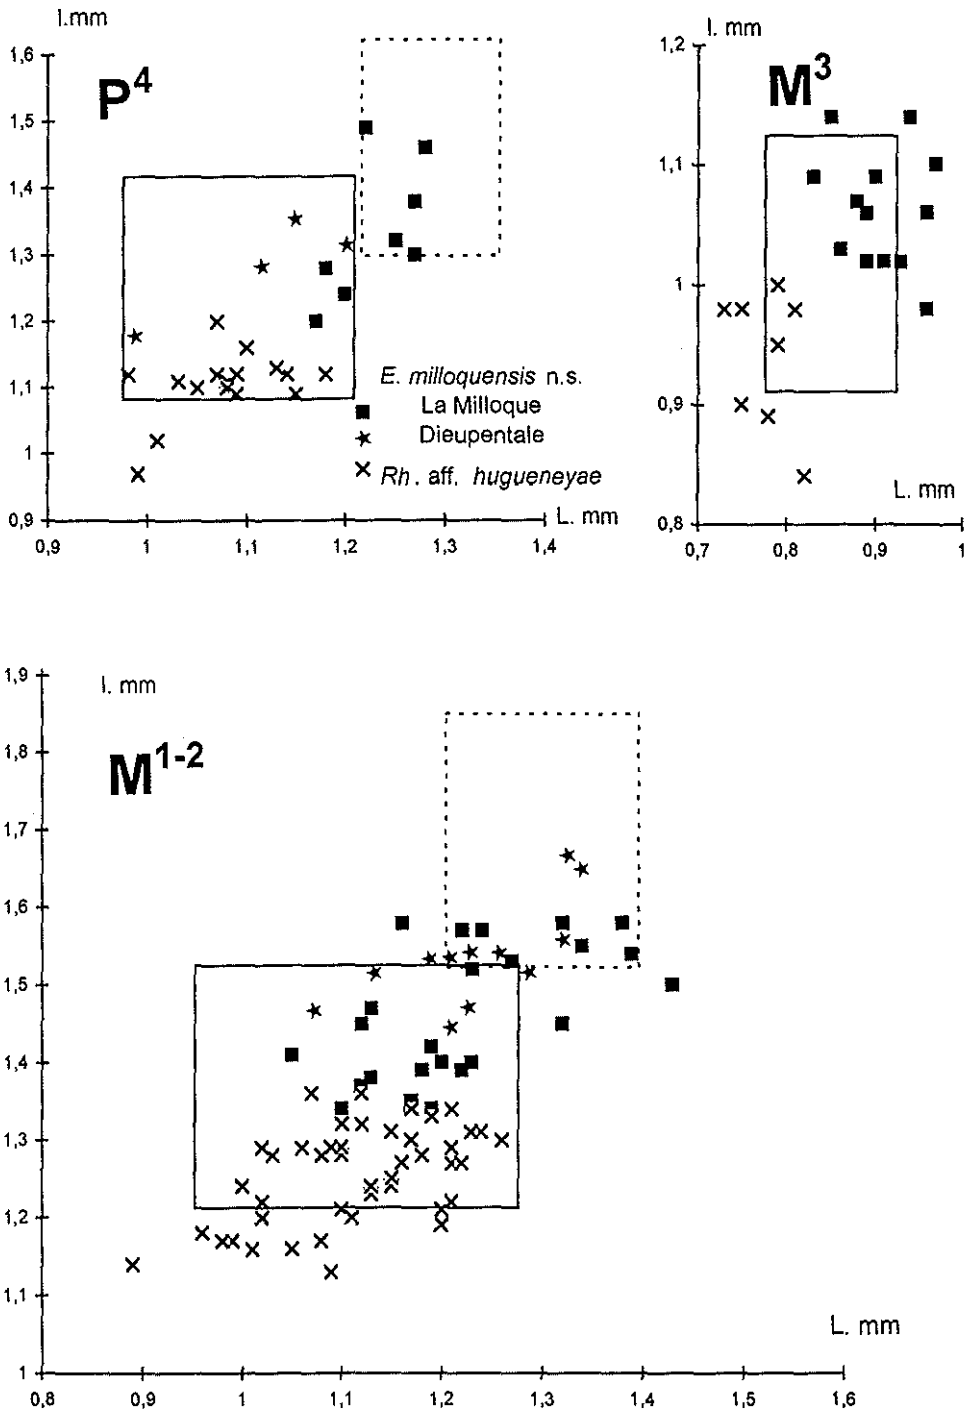 l.mm
1,6
P4
1,5
1,4
1,3
1,2
1,1
1
0,9
E. milloquensis n.s.
La Milloque
Dieupentale
Rh. aff. hugueneyae
L. mm
0,9 1 1,1 1,2 1,3 1,4
l. mm
1,2
M3
1,1
1
0,9
0,8
L. mm
0,7 0,8 0,9 1
1,9
l. mm
1,8
M1-2
1,7
1,6
1,5
1,4
1,3
1,2
1,1
1
L. mm
0,8 0,9 1 1,1 1,2 1,3 1,4 1,5 1,6